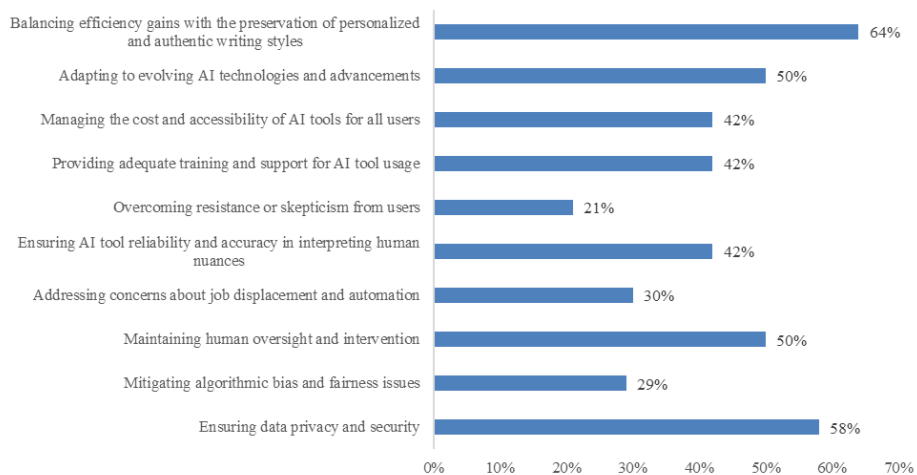 Balancing efficiency gains with the preservation of personalized
and authentic writing styles
64%
Adapting to evolving AI technologies and advancements
50%
Managing the cost and accessibility of AI tools for all users
42%
Providing adequate training and support for AI tool usage
42%
Overcoming resistance or skepticism from users
21%
Ensuring AI tool reliability and accuracy in interpreting human
nuances
42%
Addressing concerns about job displacement and automation
30%
Maintaining human oversight and intervention
50%
Mitigating algorithmic bias and fairness issues
29%
Ensuring data privacy and security
58%
0% 10% 20% 30% 40% 50% 60% 70%